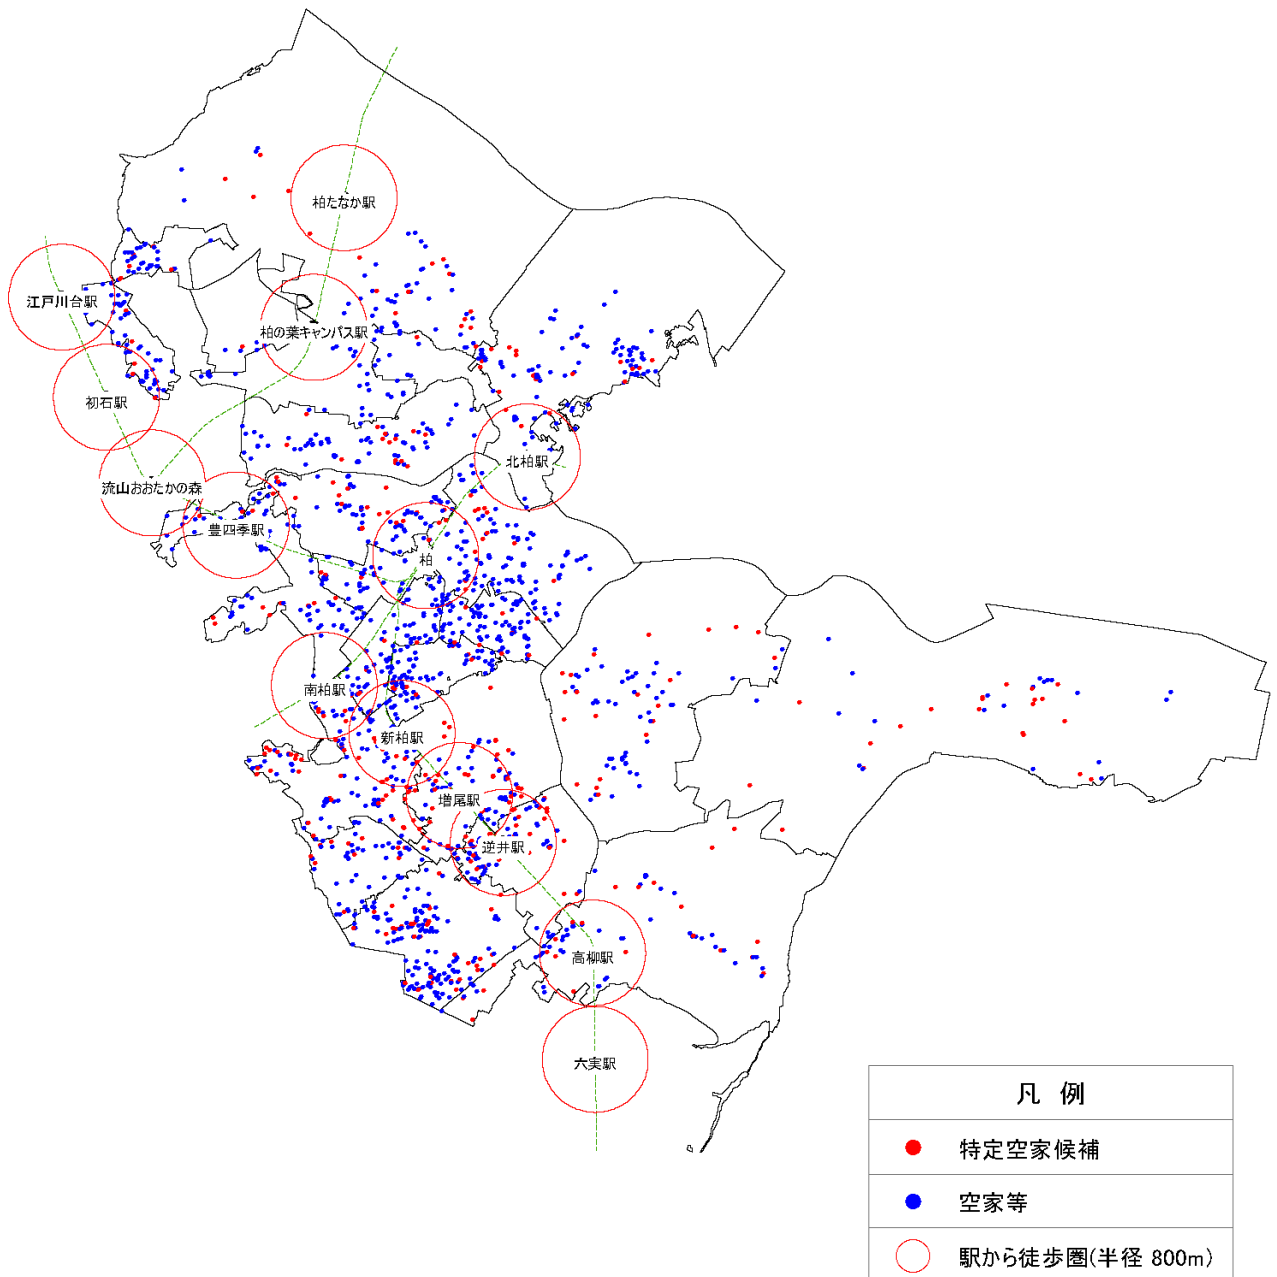 柏たなか駅
江戸川台駅
柏の葉キャンパス駅
初石駅
北柏駅
流山おおたかの森
豊四季駅
柏
南柏駅
新柏駅
増尾駅
逆井駅
高柳駅
六実駅
凡 例
特定空家候補
空家等
駅から徒歩圏(半径 800m)